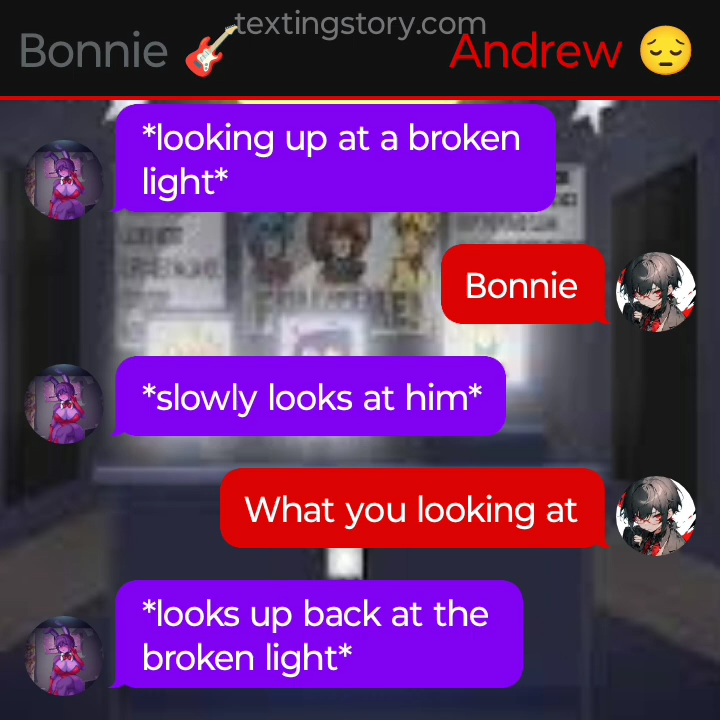 textingstory.com
Bonnie 🎸
Andrew 😔
*looking up at a broken
light*
Bonnie
*slowly looks at him*
What you looking at
*looks up back at the
broken light*